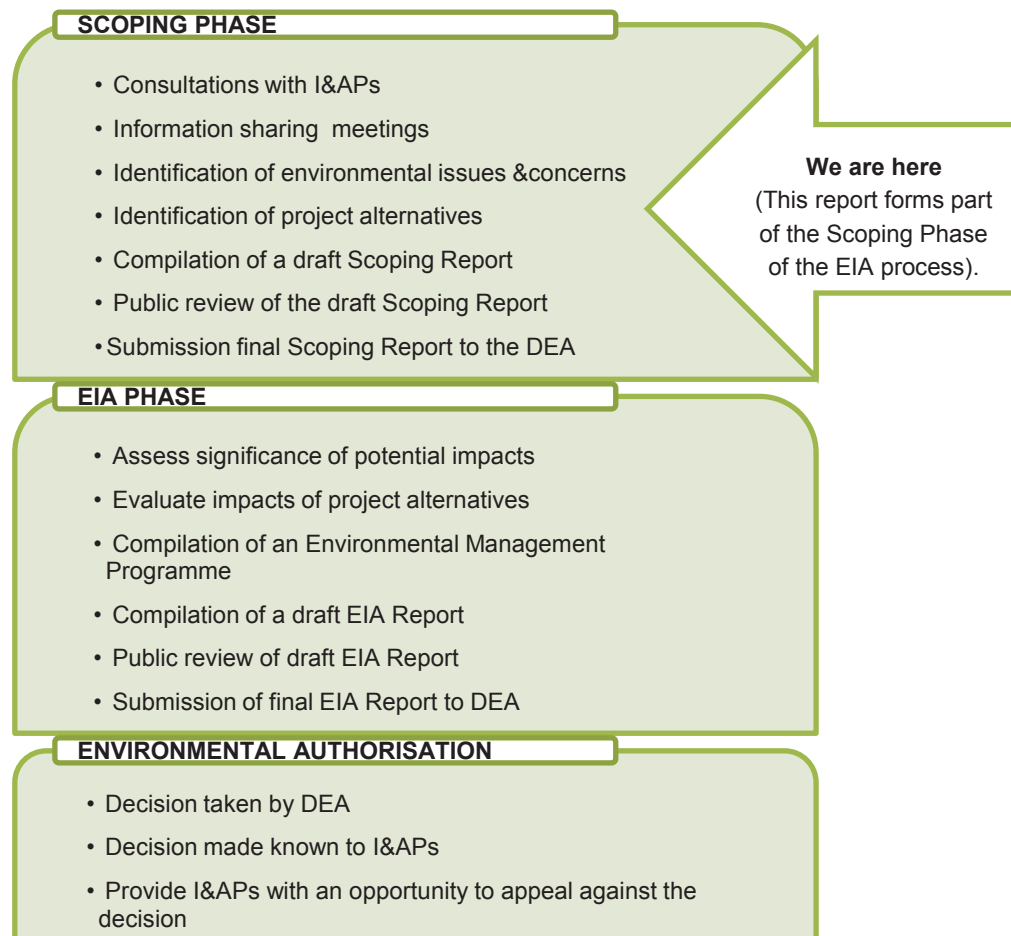 SCOPING PHASE
• Consultations with I&APs
• Information sharing meetings
• Identification of environmental issues &concerns
• Identification of project alternatives
• Compilation of a draft Scoping Report
• Public review of the draft Scoping Report
• Submission final Scoping Report to the DEA
We are here
(This report forms part
of the Scoping Phase
of the EIA process).
EIA PHASE
• Assess significance of potential impacts
• Evaluate impacts of project alternatives
• Compilation of an Environmental Management
Programme
• Compilation of a draft EIA Report
• Public review of draft EIA Report
• Submission of final EIA Report to DEA
ENVIRONMENTAL AUTHORISATION
• Decision taken by DEA
• Decision made known to I&APs
• Provide I&APs with an opportunity to appeal against the
decision